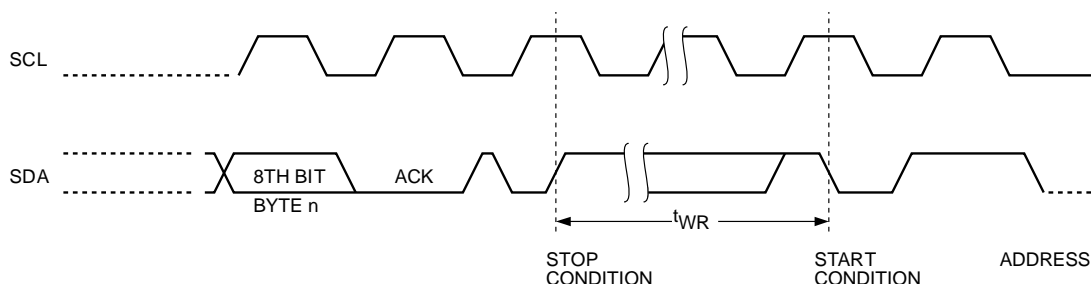 SCL
SDA
8TH BIT
ACK
BYTE n
tWR
STOP
CONDITION
START
CONDITION
ADDRESS